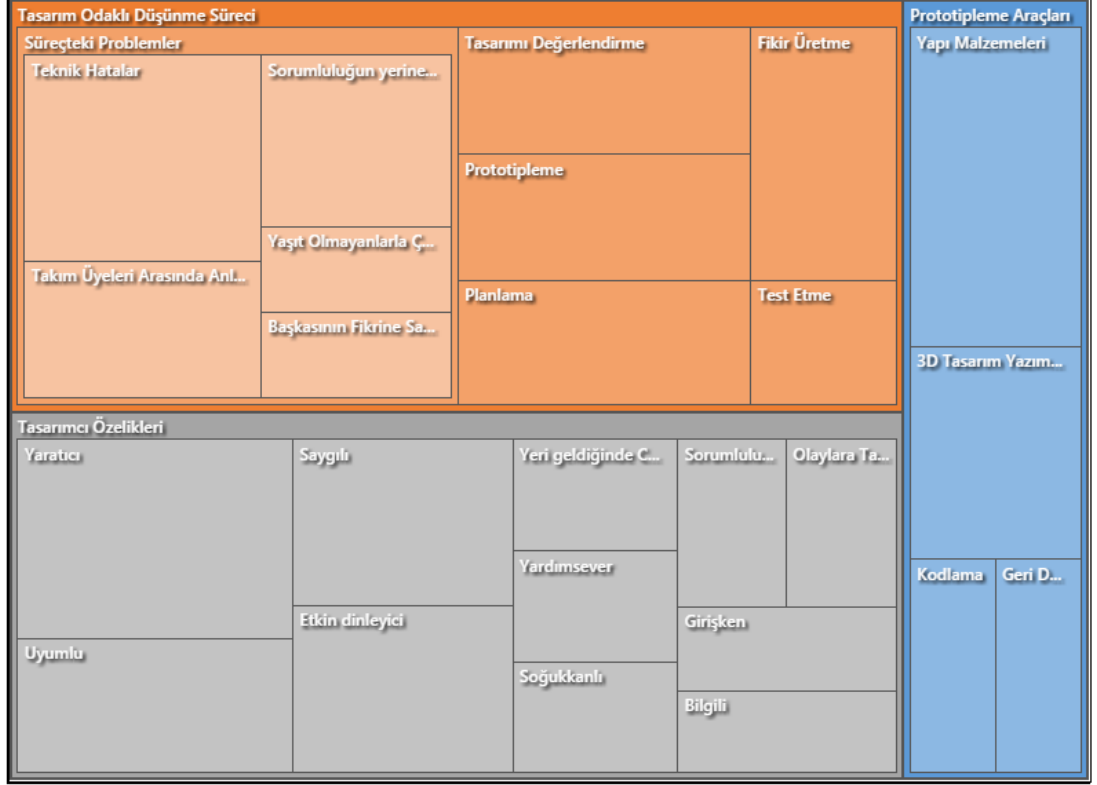 Tasarım Odaklı Düşünme Süreci
Süreçteki Problemler
Teknik Hatalar
Sorumluluğun yerine...
Yaşıt Olmayanlarla Ç...
Takım Üyeleri Arasında Anl...
Başkasının Fikrine Sa...
Tasarımı Değerlendirme
Fikir Üretme
Prototipleme
Planlama
Test Etme
Prototipleme Araçları
Yapı Malzemeleri
3D Tasarım Yazım...
Kodlama
Geri D...
Tasarımcı Özelikleri
Yaratıcı
Saygılı
Yeri geldiğinde C...
Sorumlulu...
Olaylara Ta...
Yardımsever
Etkin dinleyici
Girişken
Uyumlu
Soğukkanlı
Bilgili